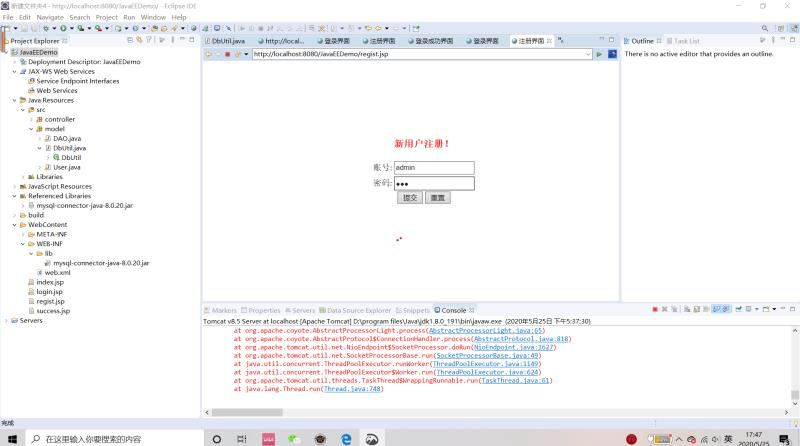 新建文件夹4 - http://localhost:8080/JavaEEDemo/ - Eclipse IDE
File Edit Navigate Search Project Run Window Help
Project Explorer
DbUtil.java
http://local...
登录界面
注册界面
登录成功界面
登录界面
注册界面
Outline
Task List
http://localhost:8080/JavaEEDemo/regist.jsp
There is no active editor that provides an outline.
JavaEEDemo
Deployment Descriptor: JavaEEDemo
JAX-WS Web Services
Service Endpoint Interfaces
Web Services
Java Resources
src
controller
model
DAO.java
DbUtil.java
DbUtil
User.java
Libraries
JavaScript Resources
Referenced Libraries
mysql-connector-java-8.0.20.jar
build
WebContent
META-INF
WEB-INF
lib
mysql-connector-java-8.0.20.jar
web.xml
index.jsp
login.jsp
regist.jsp
success.jsp
Servers
新用户注册！
账号: admin
密码: ●●●
提交 重置
Markers Properties Servers Data Source Explorer Snippets Console
Tomcat v8.5 Server at localhost [Apache Tomcat] D:\program files\Java\jdk1.8.0_191\bin\javaw.exe (2020年5月25日 下午5:37:30)
at org.apache.coyote.AbstractProcessorLight.process(AbstractProcessorLight.java:65)
at org.apache.coyote.AbstractProtocol$ConnectionHandler.process(AbstractProtocol.java:818)
at org.apache.tomcat.util.net.NioEndpoint$SocketProcessor.doRun(NioEndpoint.java:1627)
at org.apache.tomcat.util.net.SocketProcessorBase.run(SocketProcessorBase.java:49)
at java.util.concurrent.ThreadPoolExecutor.runWorker(ThreadPoolExecutor.java:1149)
at java.util.concurrent.ThreadPoolExecutor$Worker.run(ThreadPoolExecutor.java:624)
at org.apache.tomcat.util.threads.TaskThread$WrappingRunnable.run(TaskThread.java:61)
at java.lang.Thread.run(Thread.java:748)
完成
在这里输入你要搜索的内容
英
17:47
2020/5/25